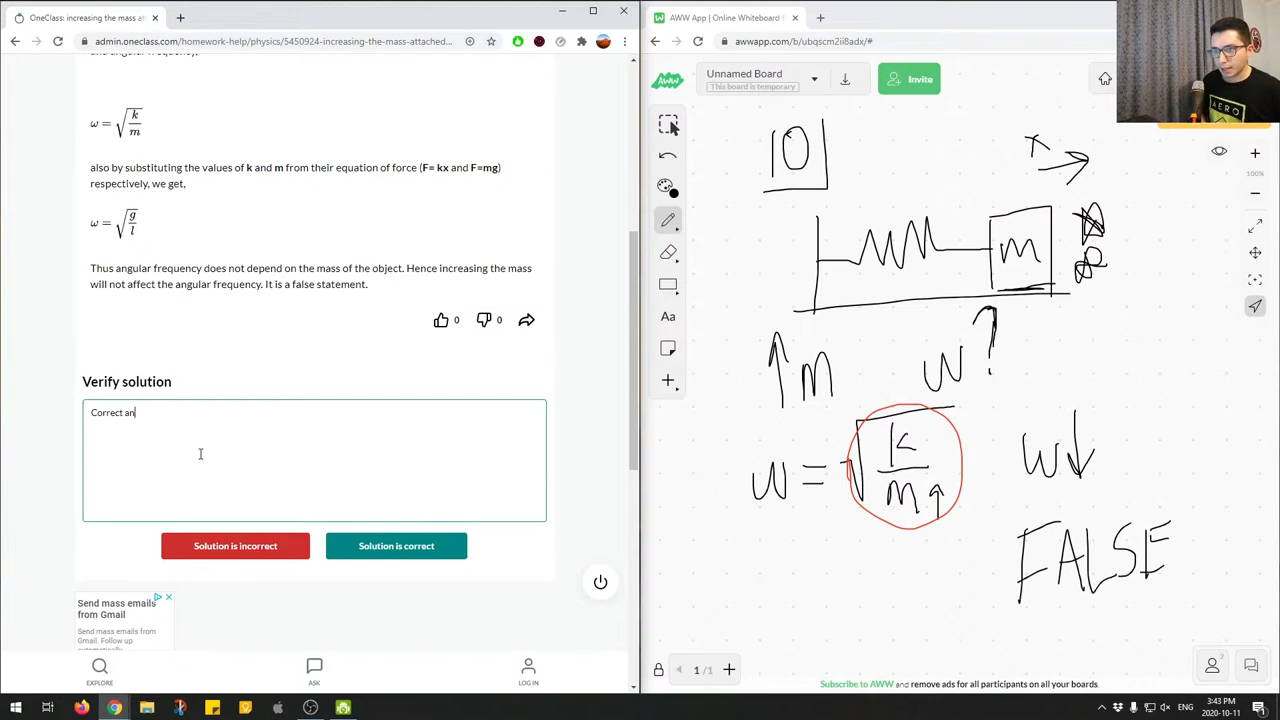 OneClass: increasing the mass at
admin.oneclass.com/homework-help/physics/5450924-increasing-the-mass-attached...
ω = √k/m
also by substituting the values of k and m from their equation of force (F= kx and F=mg)
respectively, we get,
ω = √g/l
Thus angular frequency does not depend on the mass of the object. Hence increasing the mass
will not affect the angular frequency. It is a false statement.
0
0
Verify solution
Correct an
Solution is incorrect
Solution is correct
Send mass emails
from Gmail
Send mass emails from
Gmail. Follow up
EXPLORE
ASK
LOG IN
AWW App | Online Whiteboard f
awwapp.com/b/ubqscm2ii8adx/#
AERO
AWW
Unnamed Board
This board is temporary
Invite
100%
Aa
10
x
m
↑ m
w ?
w = √k/m↑
w↓
FALSE
1 / 1
2
Subscribe to AWW and remove ads for all participants on all your boards.
ENG
3:43 PM
2020-10-11
1